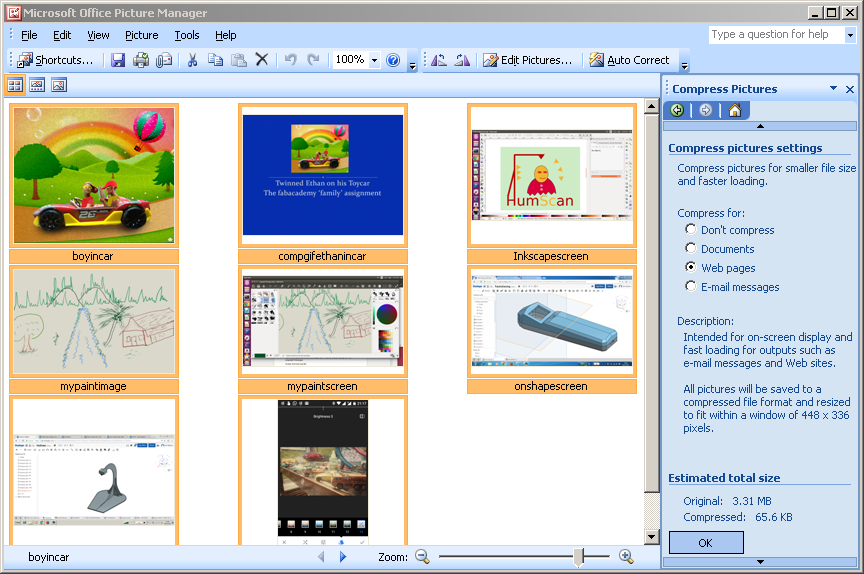 Microsoft Office Picture Manager
File Edit View Picture Tools Help
Type a question for help
Shortcuts... 100% Edit Pictures... Auto Correct
Compress Pictures
Compress pictures settings
Compress pictures for smaller file size
and faster loading.
Compress for:
Don't compress
Documents
Web pages
E-mail messages
Description:
Intended for on-screen display and
fast loading for outputs such as
e-mail messages and Web sites.
All pictures will be saved to a
compressed file format and resized
to fit within a window of 448 x 336
pixels.
Estimated total size
Original: 3.31 MB
Compressed: 65.6 KB
OK
26
Twinned Ethan on his Toycar
The fabacademy 'family' assignment
HumScan
boyincar
compgifethanincar
Inkscapescreen
mypaintimage
mypaintscreen
onshapescreen
Brightness 0
boyincar
Zoom: